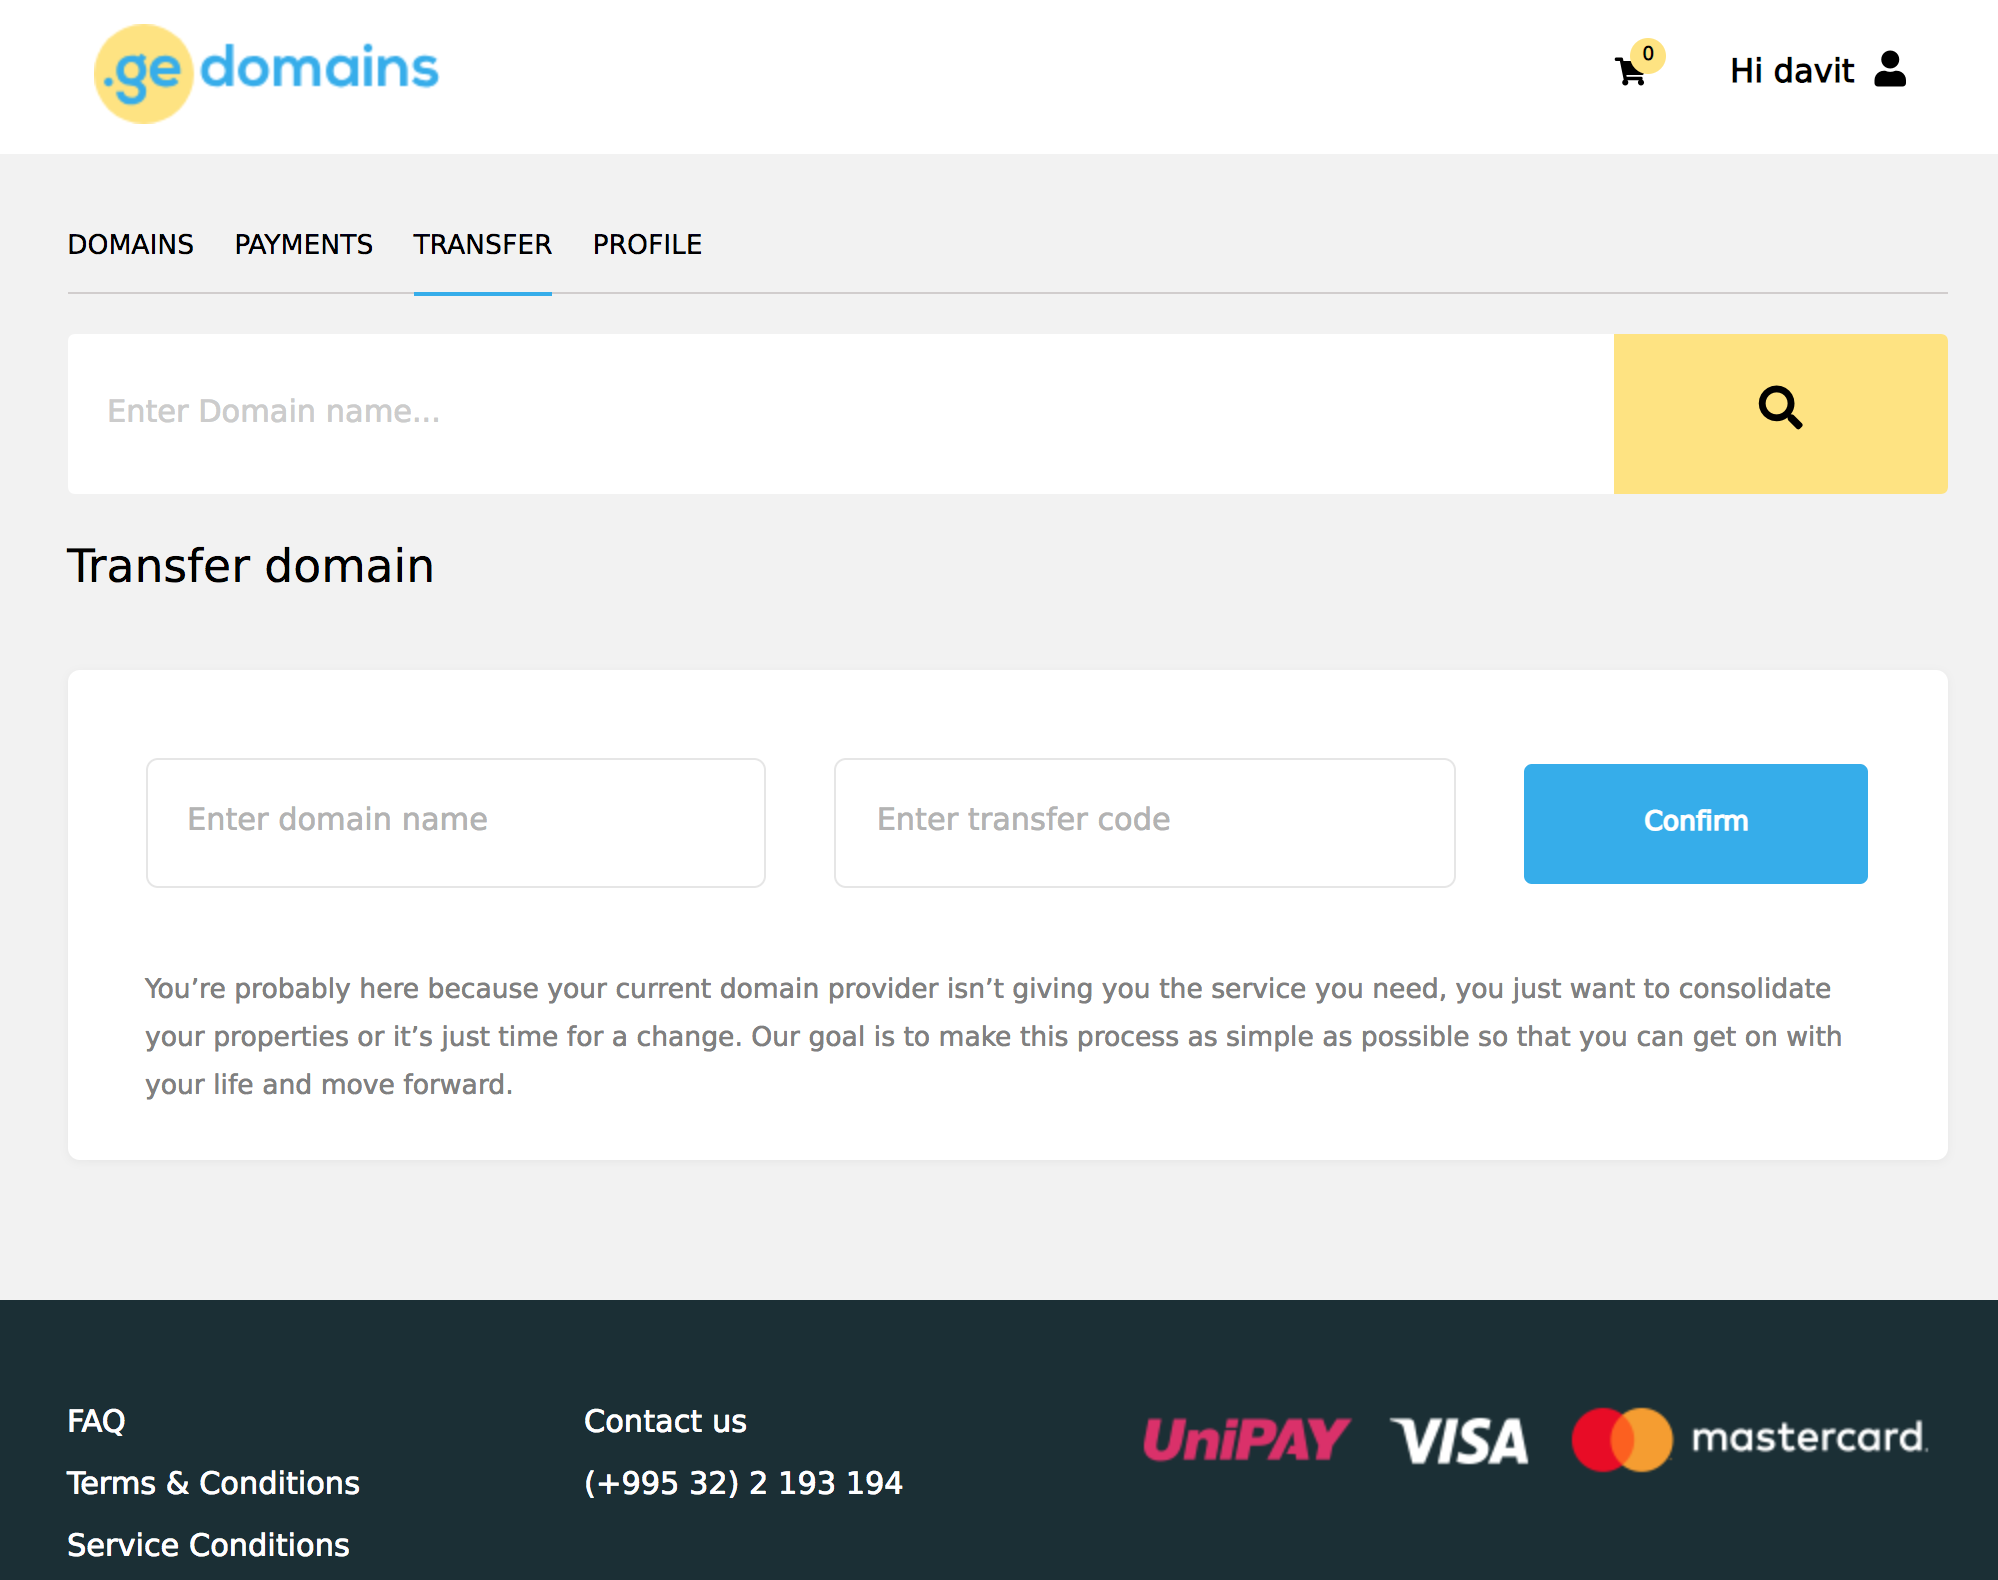 .ge domains
0
Hi davit
DOMAINS PAYMENTS TRANSFER PROFILE
Enter Domain name...
Transfer domain
Enter domain name
Enter transfer code
Confirm
You’re probably here because your current domain provider isn’t giving you the service you need, you just want to consolidate
your properties or it’s just time for a change. Our goal is to make this process as simple as possible so that you can get on with
your life and move forward.
FAQ
Terms & Conditions
Service Conditions
Contact us
(+995 32) 2 193 194
UniPAY VISA mastercard.